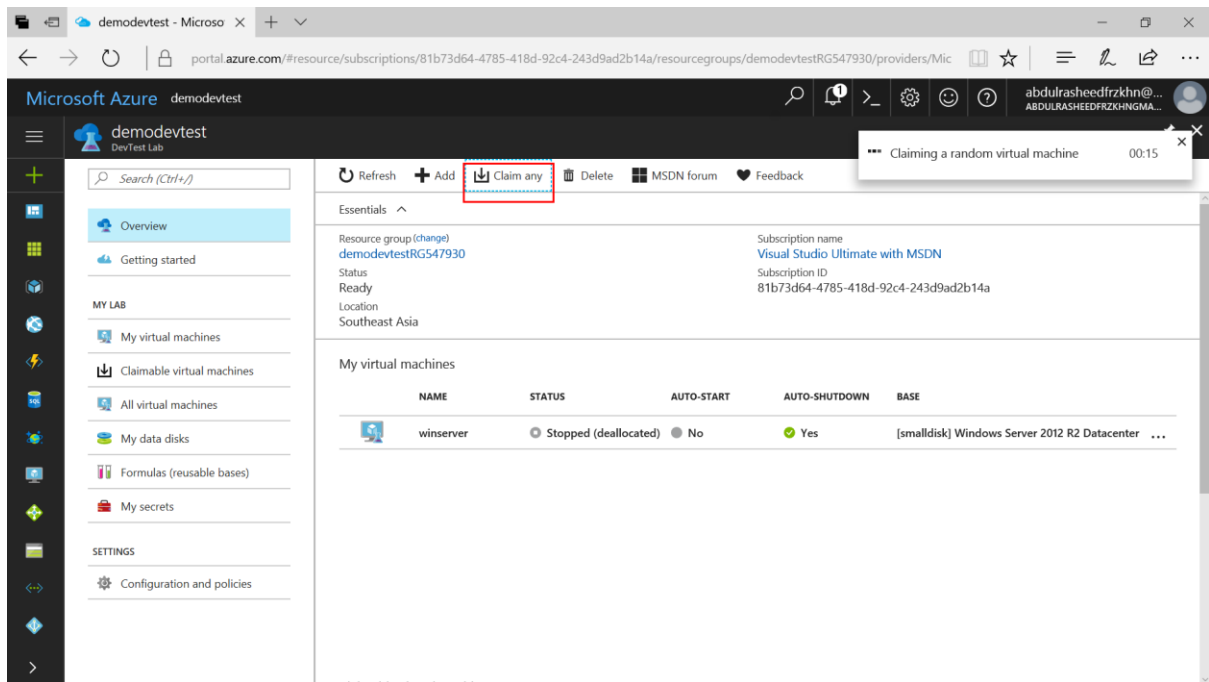 demodevtest - Microso
portal.azure.com/#resource/subscriptions/81b73d64-4785-418d-92c4-243d9ad2b14a/resourcegroups/demodevtestRG547930/providers/Mic
Microsoft Azure demodevtest
abdulrasheedfrzkhn@...
ABDULRASHEEDFRZKHNGMA...
demodevtest
DevTest Lab
Claiming a random virtual machine 00:15
Search (Ctrl+/)
Refresh Add Claim any Delete MSDN forum Feedback
Essentials
Overview
Getting started
MY LAB
My virtual machines
Claimable virtual machines
All virtual machines
My data disks
Formulas (reusable bases)
My secrets
SETTINGS
Configuration and policies
Resource group (change)
demodevtestRG547930
Status
Ready
Location
Southeast Asia
Subscription name
Visual Studio Ultimate with MSDN
Subscription ID
81b73d64-4785-418d-92c4-243d9ad2b14a
My virtual machines
NAME STATUS AUTO-START AUTO-SHUTDOWN BASE
winserver Stopped (deallocated) No Yes [smalldisk] Windows Server 2012 R2 Datacenter ...